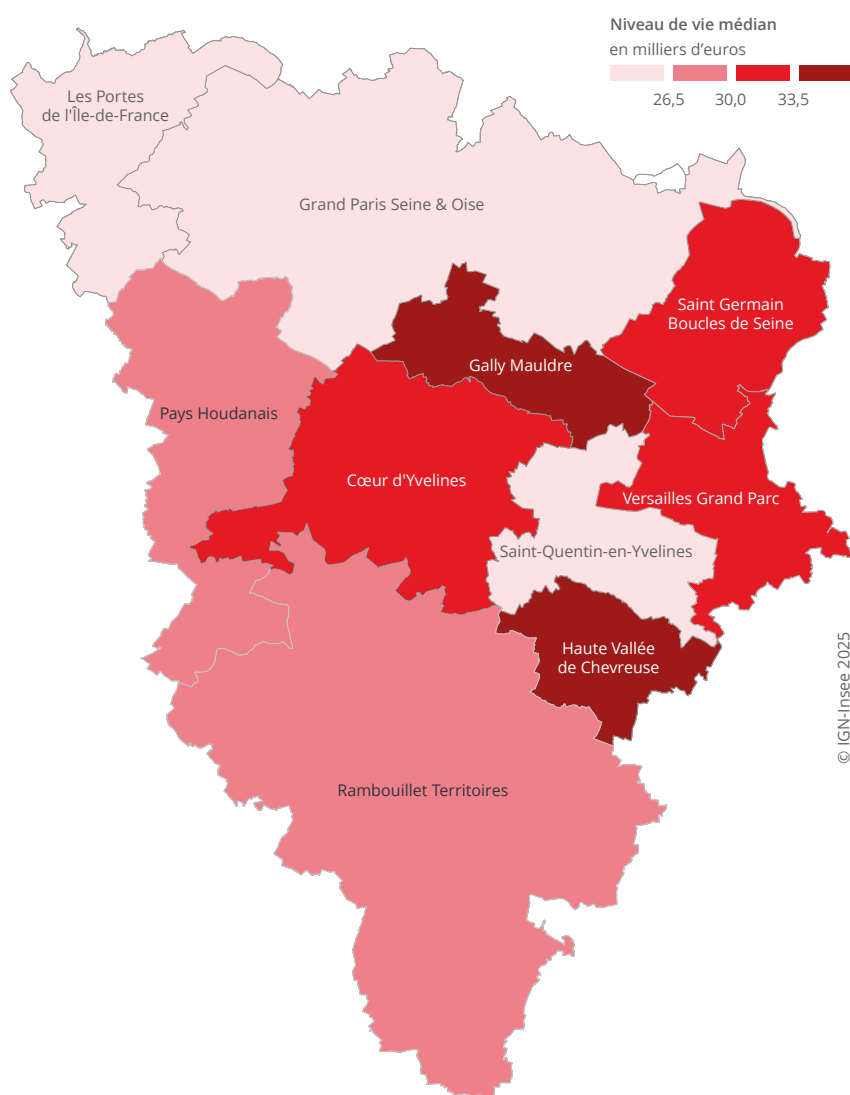 Niveau de vie médian
en milliers d’euros
26,5 30,0 33,5
Les Portes
de l'Île-de-France
Grand Paris Seine & Oise
Saint Germain
Boucles de Seine
Gally Mauldre
Pays Houdanais
Cœur d'Yvelines
Versailles Grand Parc
Saint-Quentin-en-Yvelines
Haute Vallée
de Chevreuse
Rambouillet Territoires
© IGN-Insee 2025